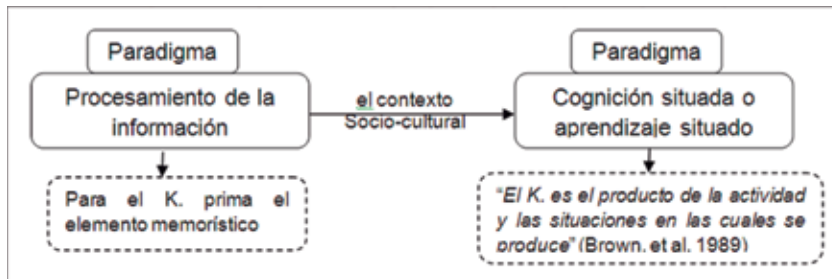 Paradigma
Procesamiento de la
información
Para el K. prima el
elemento memorístico
el contexto
Socio-cultural
Paradigma
Cognición situada o
aprendizaje situado
"El K. es el producto de la actividad
y las situaciones en las cuales se
produce" (Brown. et al. 1989)